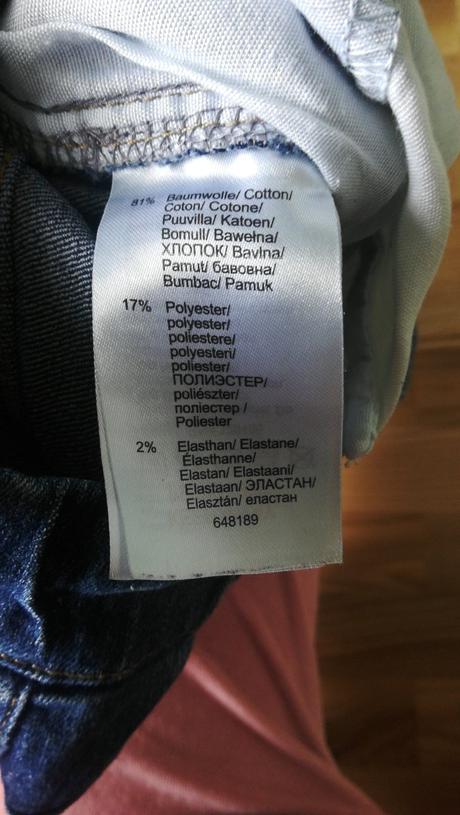 81% Baumwolle/ Cotton/
Coton/ Cotone/
Puuvilla/ Katoen/
Bomull/ Bawełna/
ХЛОПОК/ Bavlna/
Pamut/ бавовна/
Bumbac/ Pamuk
17% Polyester/
polyester/
poliestere/
polyesteri/
poliester/
ПОЛИЭСТЕР/
poliészter/
поліестер /
Poliester
2% Elasthan/ Elastane/
Élasthanne/
Elastan/ Elastaani/
Elastaan/ ЭЛАСТАН/
Elasztán/ еластан
648189